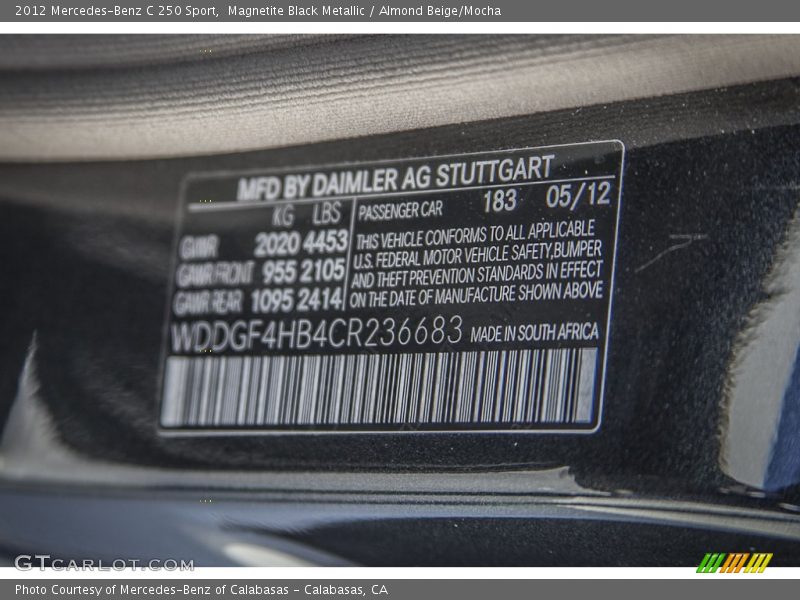 2012 Mercedes-Benz C 250 Sport,  Magnetite Black Metallic / Almond Beige/Mocha
MFD BY DAIMLER AG STUTTGART
KG LBS PASSENGER CAR 183 05/12
GVWR 2020 4453 THIS VEHICLE CONFORMS TO ALL APPLICABLE
GAWR FRONT 955 2105 U.S. FEDERAL MOTOR VEHICLE SAFETY,BUMPER
AND THEFT PREVENTION STANDARDS IN EFFECT
GAWR REAR 1095 2414 ON THE DATE OF MANUFACTURE SHOWN ABOVE
WDDGF4HB4CR236683 MADE IN SOUTH AFRICA
GTcarlot.com
Photo Courtesy of Mercedes-Benz of Calabasas - Calabasas, CA